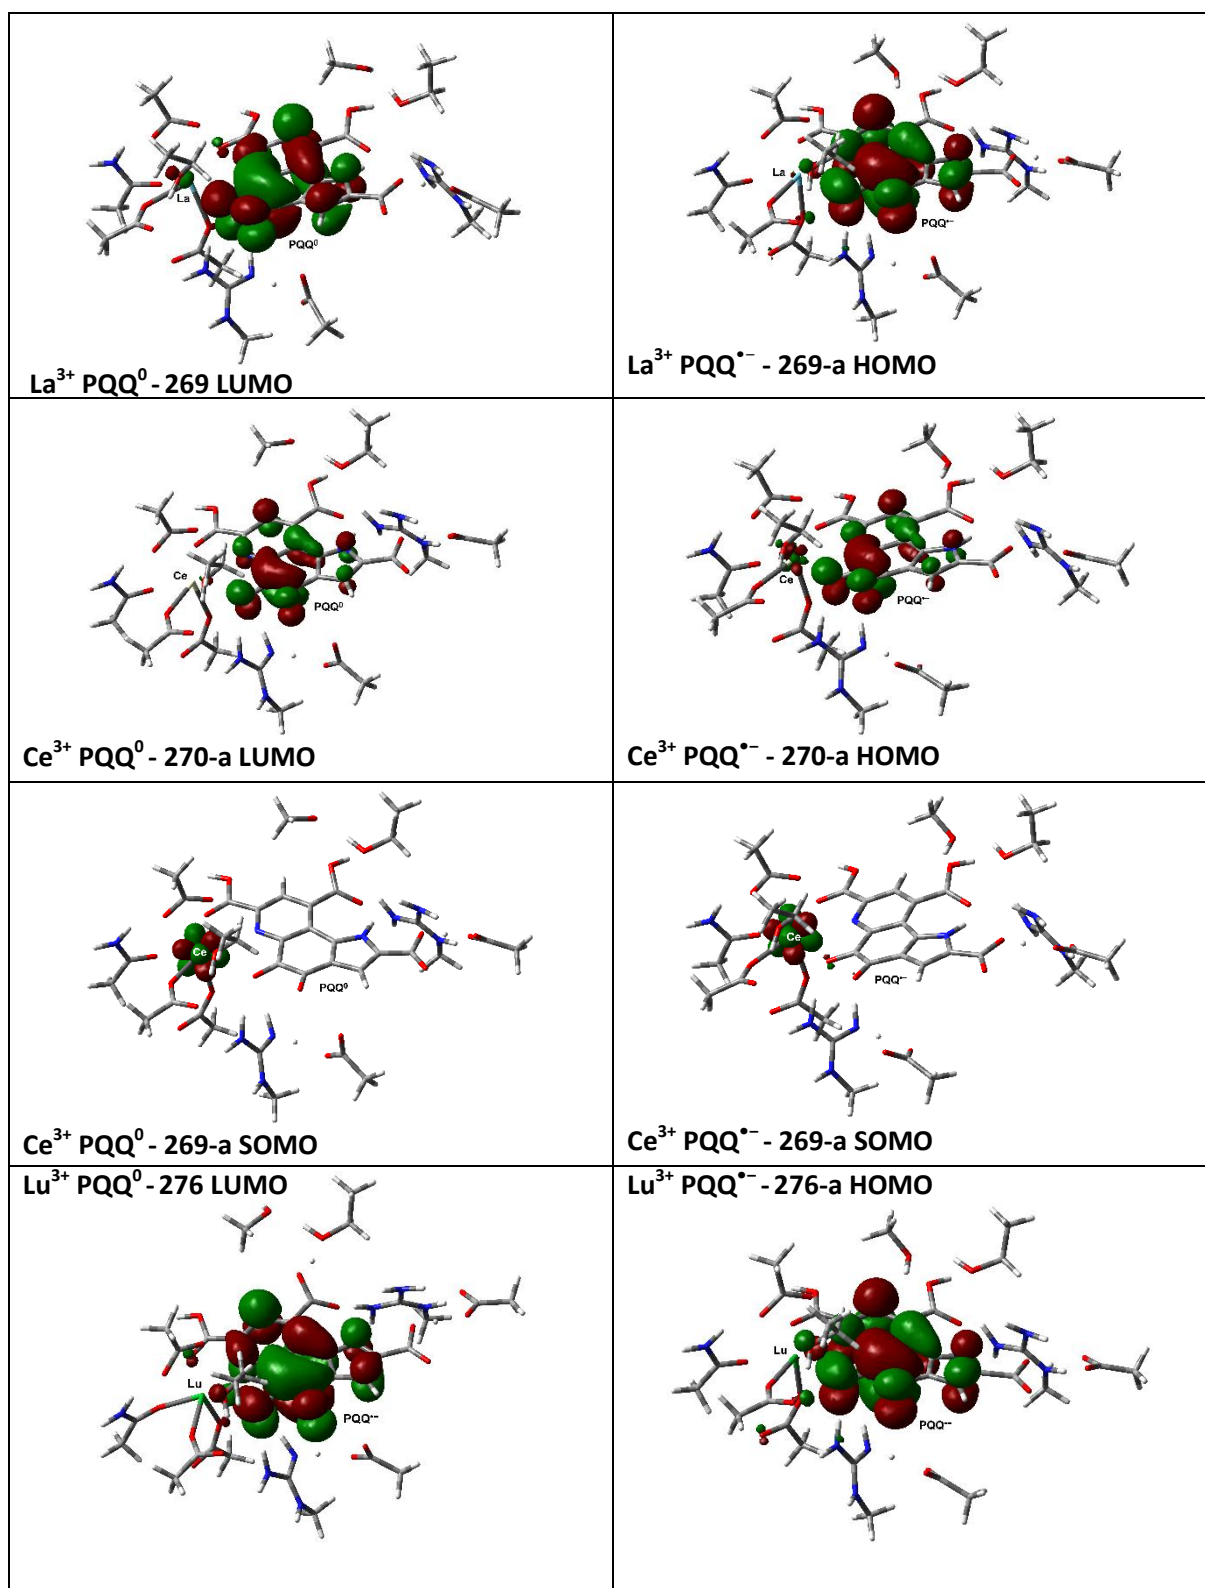 La
PQQ⁰
La³⁺ PQQ⁰ - 269 LUMO
La
PQQ•−
La³⁺ PQQ•− - 269-a HOMO
Ce
PQQ⁰
Ce³⁺ PQQ⁰ - 270-a LUMO
Ce
PQQ•−
Ce³⁺ PQQ•− - 270-a HOMO
Ce
PQQ⁰
Ce³⁺ PQQ⁰ - 269-a SOMO
Ce
PQQ•−
Ce³⁺ PQQ•− - 269-a SOMO
Lu³⁺ PQQ⁰ - 276 LUMO
Lu
PQQ•−
Lu³⁺ PQQ•− - 276-a HOMO
Lu
PQQ•−